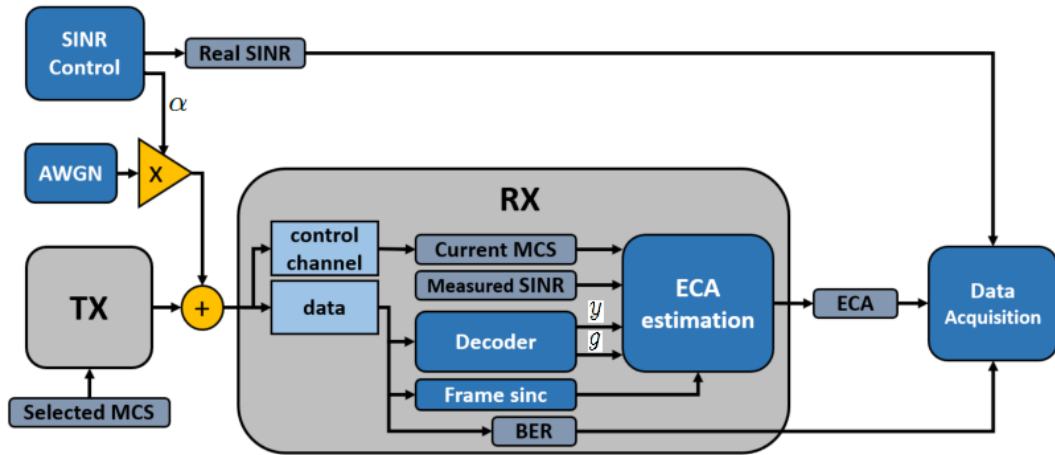 SINR
Control
Real SINR
α
AWGN
X
RX
control
channel
Current MCS
Measured SINR
data
TX
+
ECA
estimation
y
g
Decoder
Frame sinc
BER
ECA
Data
Acquisition
Selected MCS